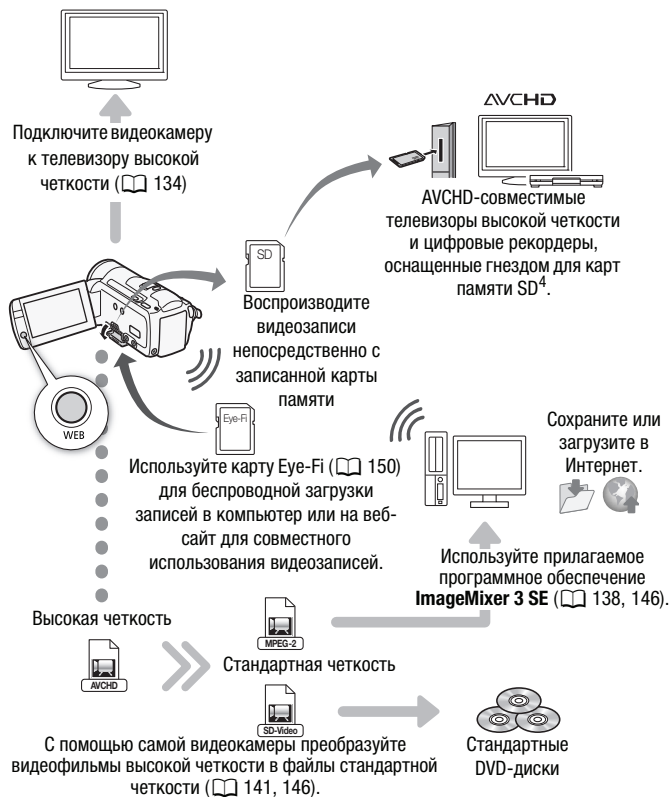 Подключите видеокамеру
к телевизору высокой
четкости (134)
AVCHD
AVCHD-совместимые
телевизоры высокой четкости
и цифровые рекордеры,
оснащенные гнездом для карт
памяти SD4.
SD
Воспроизводите
видеозаписи
непосредственно с
записанной карты
памяти
WEB
Eye-Fi
Используйте карту Eye-Fi (150)
для беспроводной загрузки
записей в компьютер или на веб-
сайт для совместного
использования видеозаписей.
Сохраните или
загрузите в
Интернет.
Используйте прилагаемое
программное обеспечение
ImageMixer 3 SE (138, 146).
Высокая четкость
AVCHD
MPEG-2
Стандартная четкость
SD-Video
С помощью самой видеокамеры преобразуйте
видеофильмы высокой четкости в файлы стандартной
четкости (141, 146).
Стандартные
DVD-диски